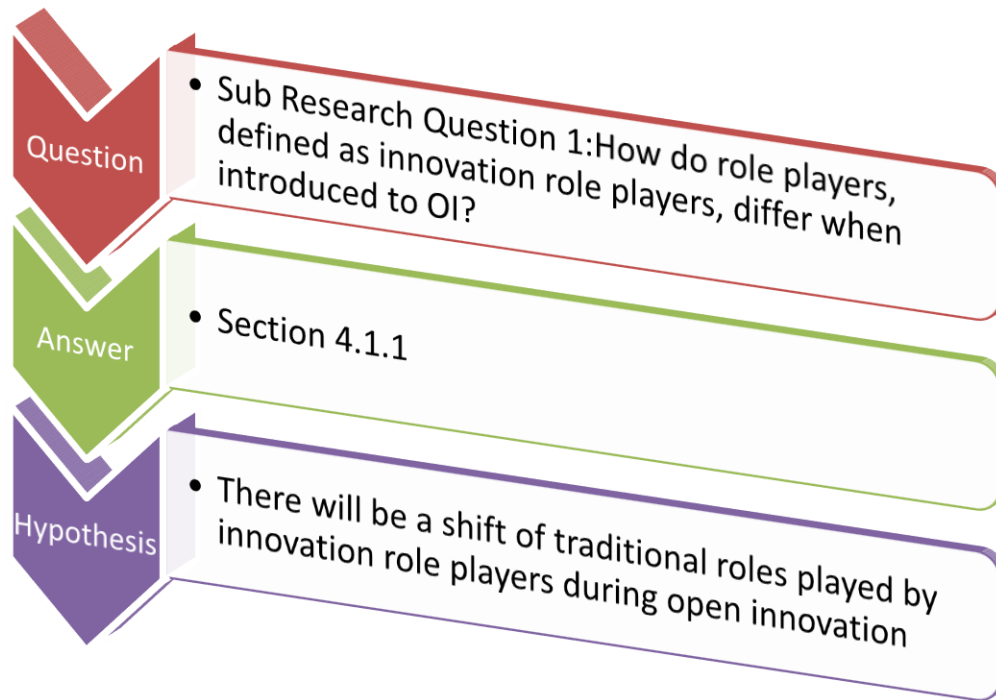 Question
• Sub Research Question 1:How do role players,
defined as innovation role players, differ when
introduced to OI?
Answer
• Section 4.1.1
Hypothesis
• There will be a shift of traditional roles played by
innovation role players during open innovation